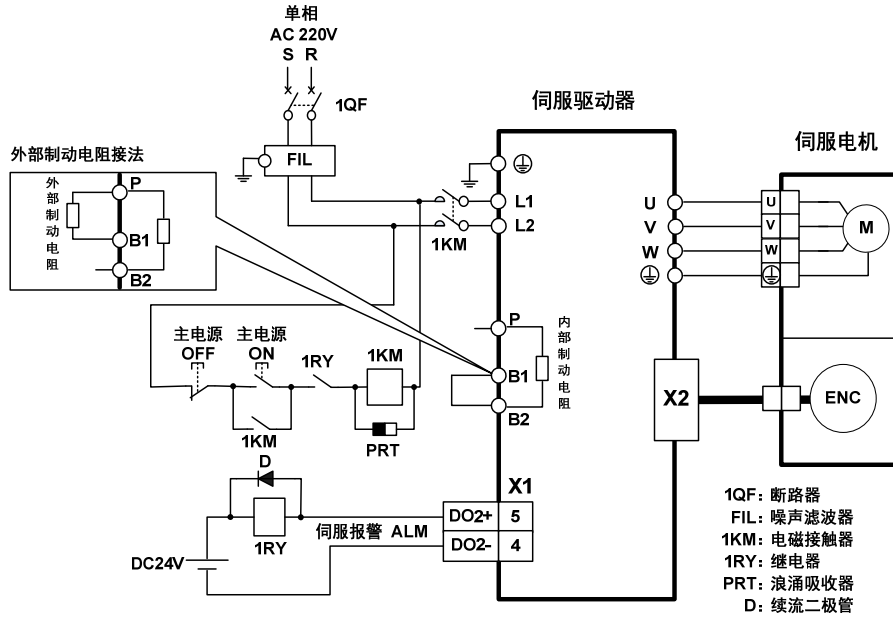 单相
AC 220V
S R
1QF
伺服驱动器
伺服电机
外部制动电阻接法
FIL
外部制动电阻
P
B1
B2
L1
L2
1KM
U
V
W
U
V
W
M
主电源
OFF
主电源
ON
1RY
1KM
1KM
PRT
P
B1
B2
内部制动电阻
X2
ENC
D
1RY
DC24V
伺服报警 ALM
X1
DO2+ 5
DO2- 4
1QF: 断路器
FIL: 噪声滤波器
1KM: 电磁接触器
1RY: 继电器
PRT: 浪涌吸收器
D: 续流二极管